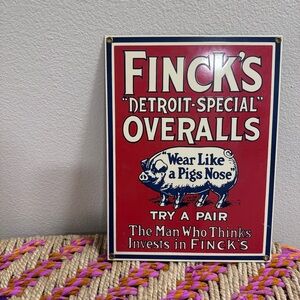 FINCK'S
"DETROIT-SPECIAL"
OVERALLS
"Wear Like
a Pigs Nose"
TRY A PAIR
The Man Who Thinks
Invests in FINCK'S